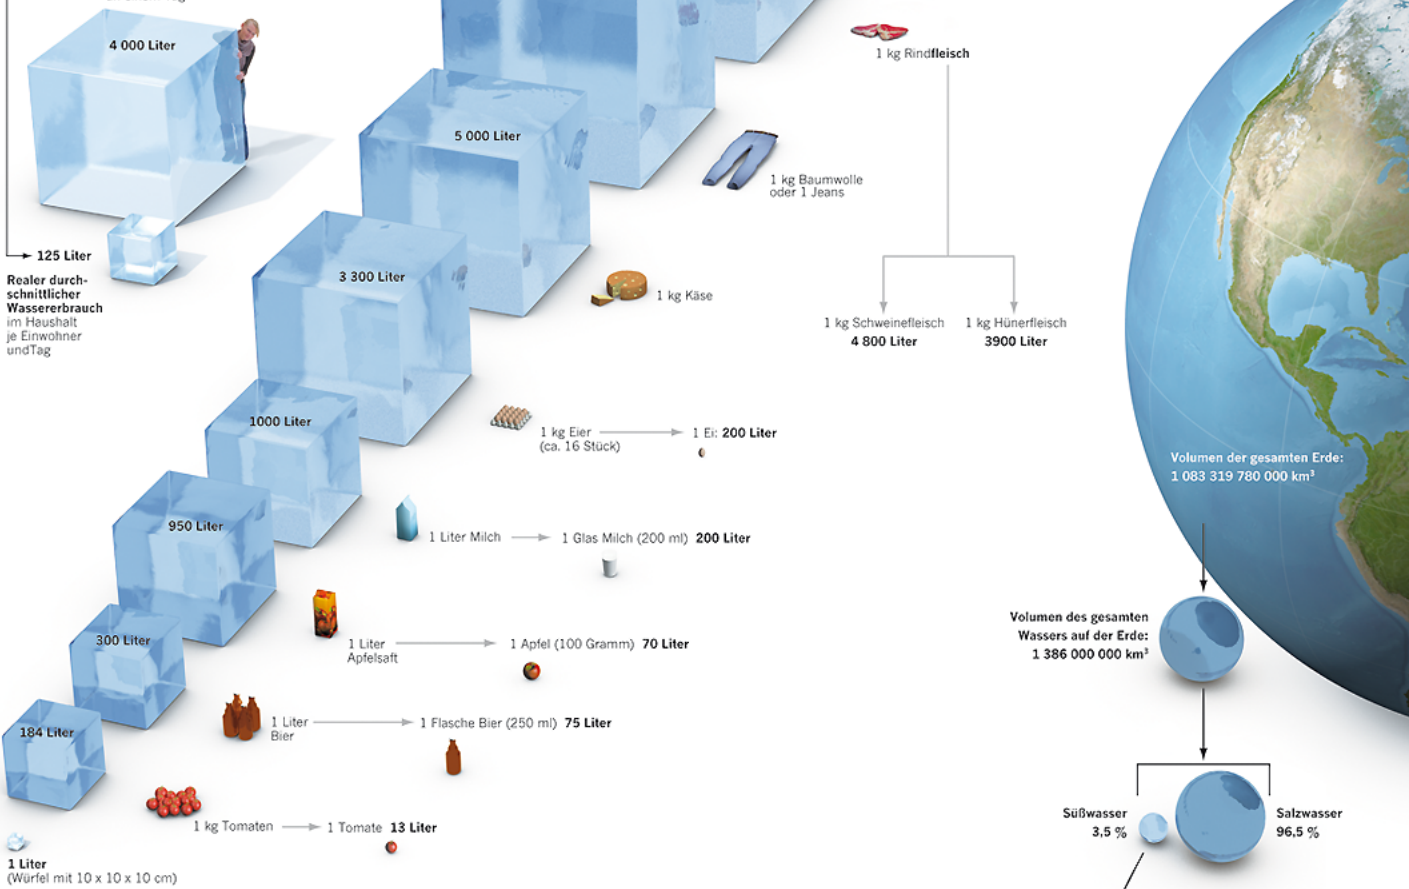 4 000 Liter
125 Liter
Realer durch-
schnittlicher
Wassererbrauch
im Haushalt
je Einwohner
undTag
1 kg Rindfleisch
5 000 Liter
1 kg Baumwolle
oder 1 Jeans
3 300 Liter
1 kg Käse
1 kg Schweinefleisch
4 800 Liter
1 kg Hünerfleisch
3900 Liter
1000 Liter
1 kg Eier
(ca. 16 Stück)
1 Ei: 200 Liter
950 Liter
1 Liter Milch
1 Glas Milch (200 ml) 200 Liter
300 Liter
1 Liter
Apfelsaft
1 Apfel (100 Gramm) 70 Liter
184 Liter
1 Liter
Bier
1 Flasche Bier (250 ml) 75 Liter
1 kg Tomaten
1 Tomate 13 Liter
1 Liter
(Würfel mit 10 x 10 x 10 cm)
Volumen der gesamten Erde:
1 083 319 780 000 km³
Volumen des gesamten
Wassers auf der Erde:
1 386 000 000 km³
Süßwasser
3,5 %
Salzwasser
96,5 %